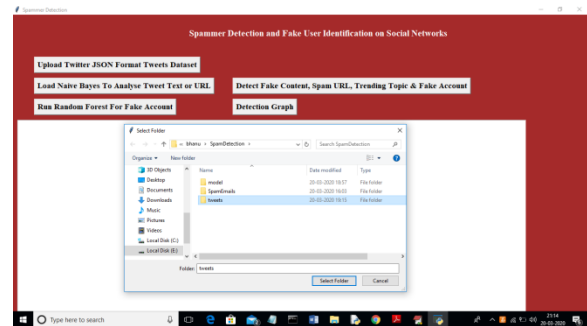 Spammer Detection
Spammer Detection and Fake User Identification on Social Networks
Upload Twitter JSON Format Tweets Dataset
Load Naive Bayes To Analyse Tweet Text or URL
Detect Fake Content, Spam URL, Trending Topic & Fake Account
Run Random Forest For Fake Account
Detection Graph
Select Folder
« bhanu › SpamDetection ›
Search SpamDetection
Organize
New folder
3D Objects
Desktop
Documents
Downloads
Music
Pictures
Videos
Local Disk (C:)
Local Disk (E:)
Name
Date modified
Type
model
20-03-2020 18:57
File folder
SpamEmails
20-03-2020 16:03
File folder
tweets
20-03-2020 18:15
File folder
Folder:
tweets
Select Folder
Cancel
Type here to search
21:14
20-03-2020